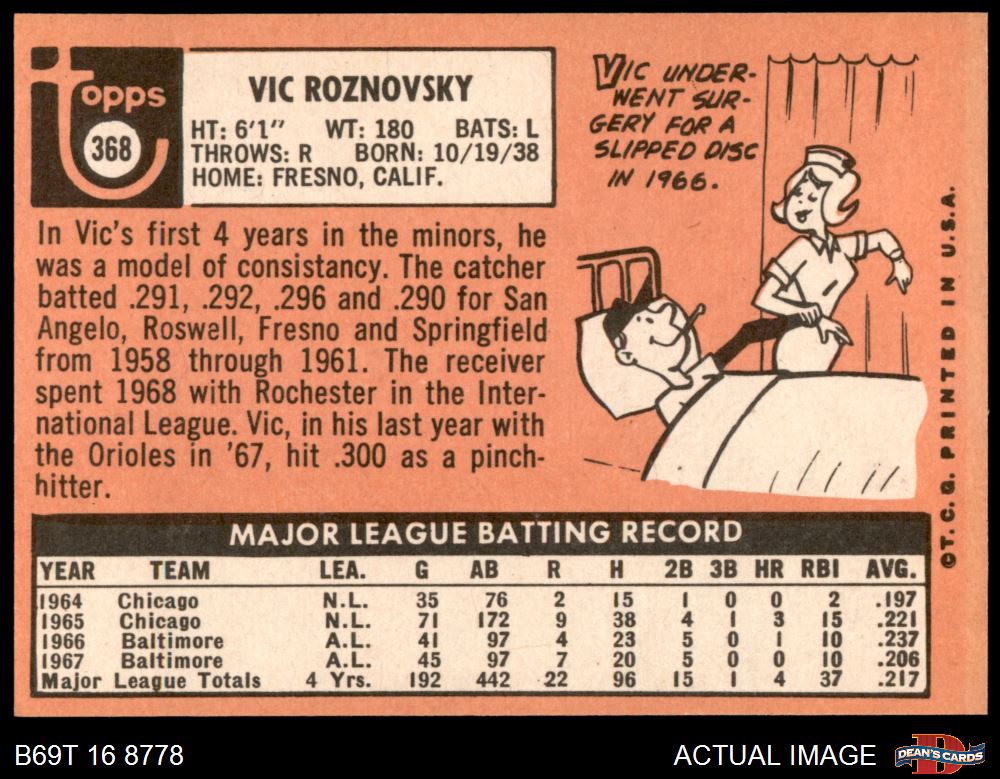 Topps
368
VIC ROZNOVSKY
HT: 6'1" WT: 180 BATS: L
THROWS: R BORN: 10/19/38
HOME: FRESNO, CALIF.
VIC UNDER-
WENT SUR-
GERY FOR A
SLIPPED DISC
IN 1966.
In Vic's first 4 years in the minors, he
was a model of consistancy. The catcher
batted .291, .292, .296 and .290 for San
Angelo, Roswell, Fresno and Springfield
from 1958 through 1961. The receiver
spent 1968 with Rochester in the Inter-
national League. Vic, in his last year with
the Orioles in '67, hit .300 as a pinch-
hitter.
©T.C.G. PRINTED IN U.S.A.
MAJOR LEAGUE BATTING RECORD
YEAR TEAM LEA. G AB R H 2B 3B HR RBI AVG.
1964 Chicago N.L. 35 76 2 15 1 0 0 2 .197
1965 Chicago N.L. 71 172 9 38 4 1 3 15 .221
1966 Baltimore A.L. 41 97 4 23 5 0 1 10 .237
1967 Baltimore A.L. 45 97 7 20 5 0 0 10 .206
Major League Totals 4 Yrs. 192 442 22 96 15 1 4 37 .217
B69T 16 8778
ACTUAL IMAGE
DEAN'S CARDS